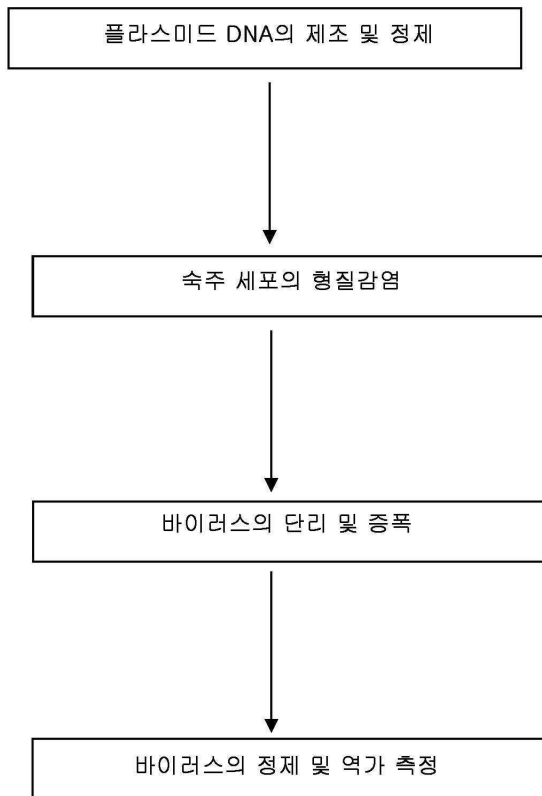 플라스미드 DNA의 제조 및 정제
숙주 세포의 형질감염
바이러스의 단리 및 증폭
바이러스의 정제 및 역가 측정